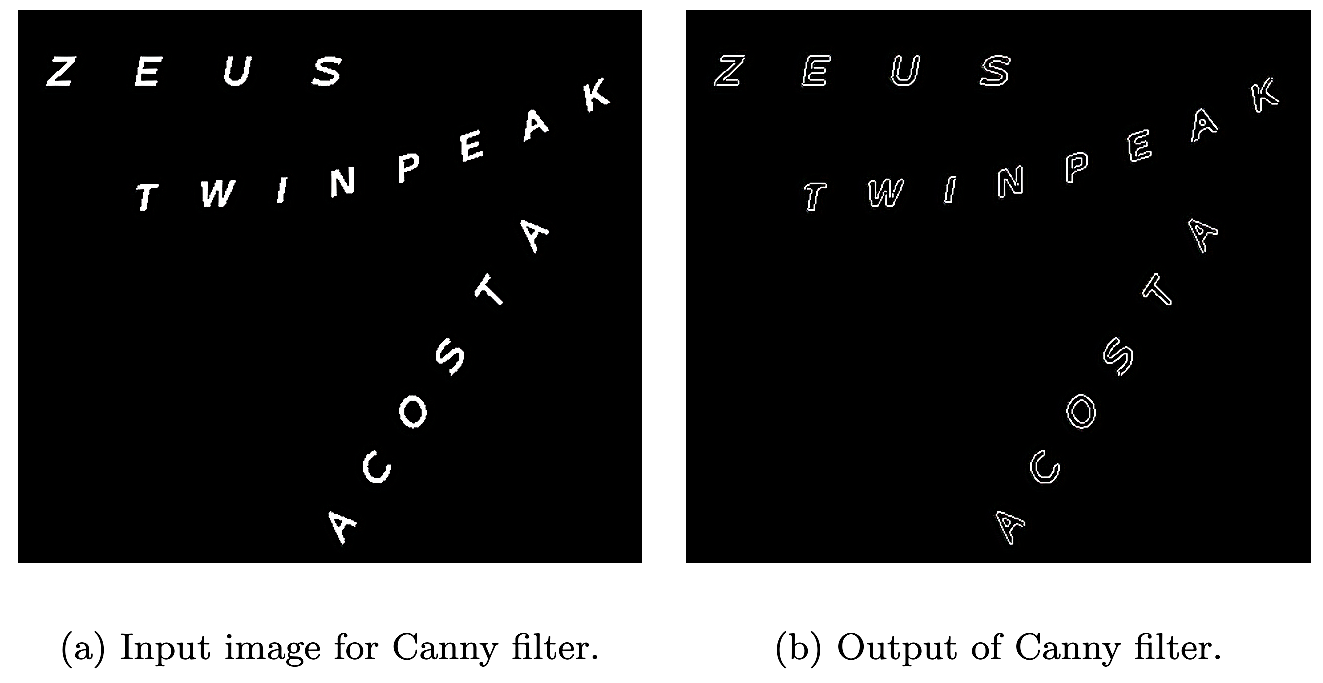 Z E U S
T W I N P E A K
A C O S T A
(a) Input image for Canny filter.
Z E U S
T W I N P E A K
A C O S T A
(b) Output of Canny filter.